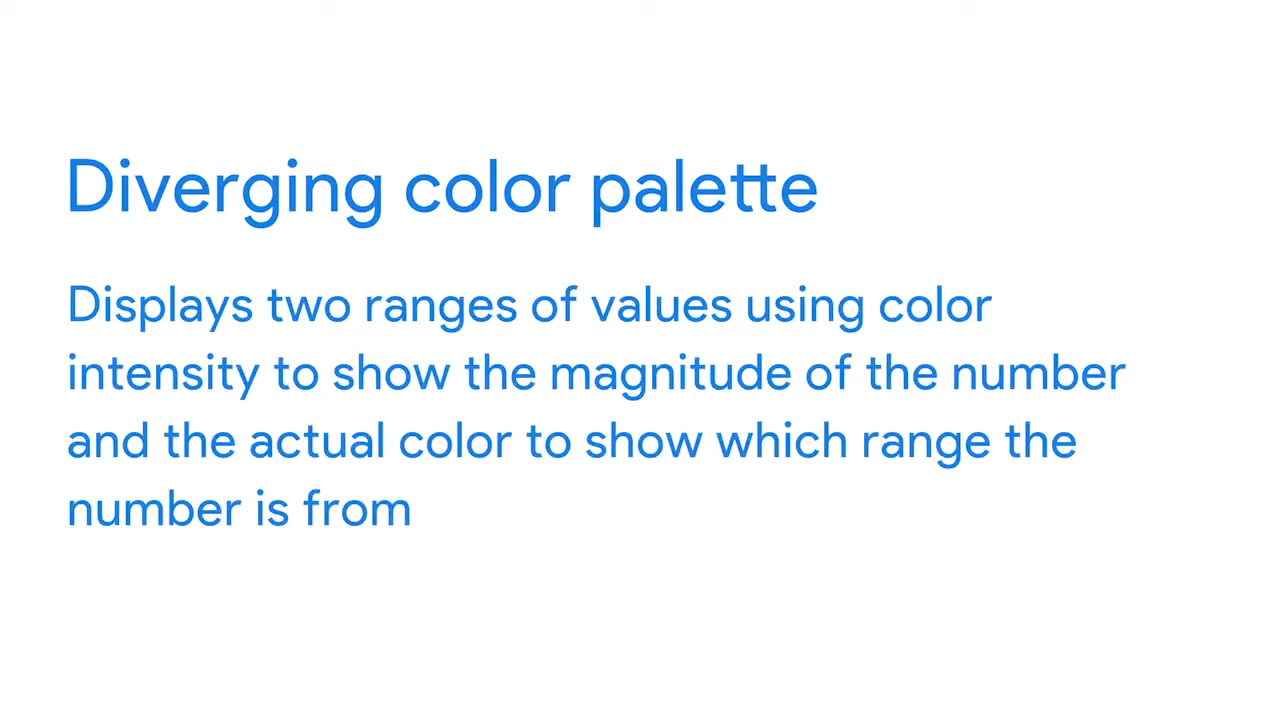 Diverging color palette
Displays two ranges of values using color
intensity to show the magnitude of the number
and the actual color to show which range the
number is from